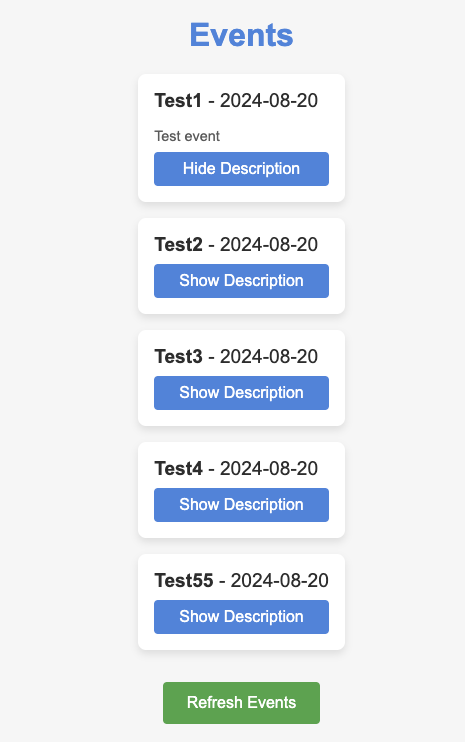 Events
Test1 - 2024-08-20
Test event
Hide Description
Test2 - 2024-08-20
Show Description
Test3 - 2024-08-20
Show Description
Test4 - 2024-08-20
Show Description
Test55 - 2024-08-20
Show Description
Refresh Events